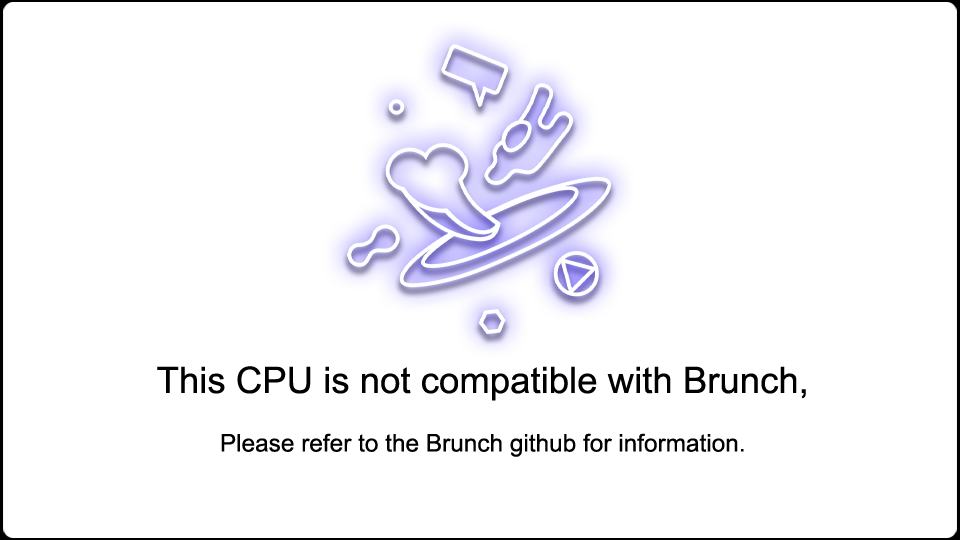 This CPU is not compatible with Brunch,
Please refer to the Brunch github for information.